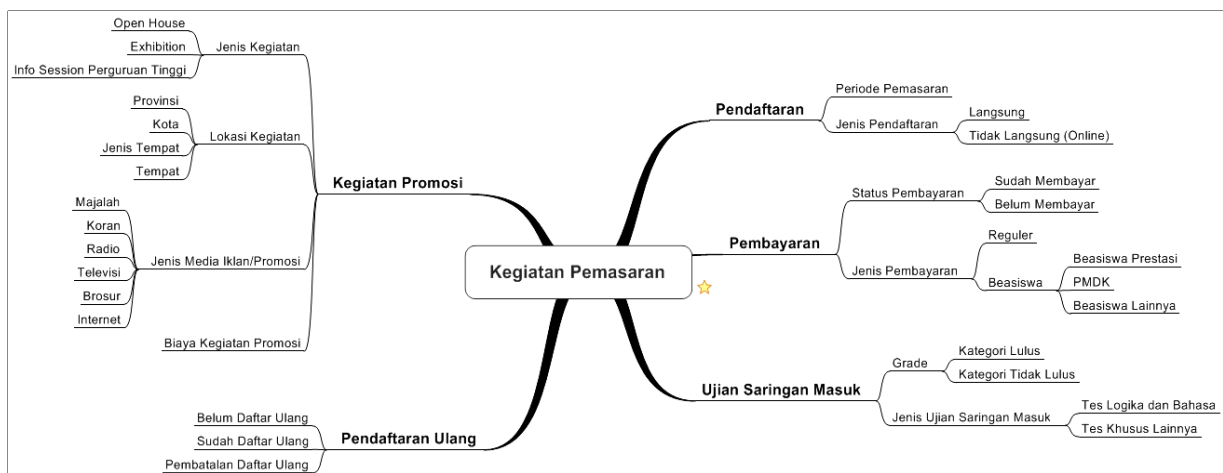 Kegiatan Pemasaran
Kegiatan Promosi
Jenis Kegiatan
Open House
Exhibition
Info Session Perguruan Tinggi
Lokasi Kegiatan
Provinsi
Kota
Jenis Tempat
Tempat
Jenis Media Iklan/Promosi
Majalah
Koran
Radio
Televisi
Brosur
Internet
Biaya Kegiatan Promosi
Pendaftaran Ulang
Belum Daftar Ulang
Sudah Daftar Ulang
Pembatalan Daftar Ulang
Pendaftaran
Periode Pemasaran
Jenis Pendaftaran
Langsung
Tidak Langsung (Online)
Pembayaran
Status Pembayaran
Sudah Membayar
Belum Membayar
Jenis Pembayaran
Reguler
Beasiswa
Beasiswa Prestasi
PMDK
Beasiswa Lainnya
Ujian Saringan Masuk
Grade
Kategori Lulus
Kategori Tidak Lulus
Jenis Ujian Saringan Masuk
Tes Logika dan Bahasa
Tes Khusus Lainnya